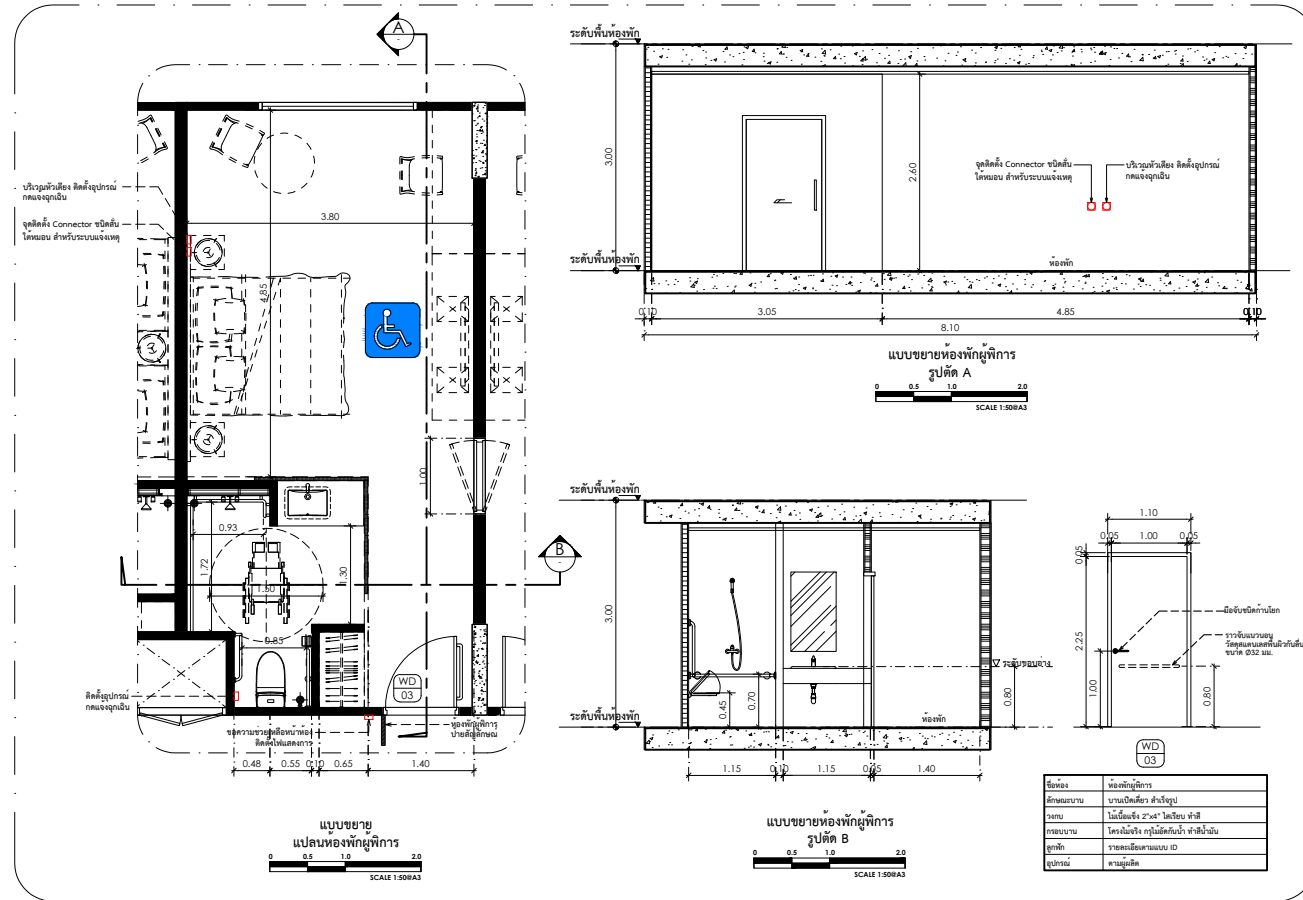 A
-
บริเวณหัวเตียง ติดตั้งอุปกรณ์
กดแจ้งฉุกเฉิน
จุดติดตั้ง Connector ชนิดสั่น
ใต้หมอน สำหรับระบบแจ้งเหตุ
3.80
4.85
1.00
0.93
1.72
1.50
1.30
0.85
B
-
WD
03
ติดตั้งอุปกรณ์
กดแจ้งฉุกเฉิน
ขอความช่วยเหลือหน้าห้อง
ติดตั้งไฟแสดงการ
ห้องพักผู้พิการ
ป้ายสัญลักษณ์
0.48
0.55
0.10
0.65
1.40
แบบขยาย
แปลนห้องพักผู้พิการ
0 0.5 1.0 2.0
SCALE 1:50@A3
ระดับพื้นห้องพัก
3.00
2.60
จุดติดตั้ง Connector ชนิดสั่น
ใต้หมอน สำหรับระบบแจ้งเหตุ
บริเวณหัวเตียง ติดตั้งอุปกรณ์
กดแจ้งฉุกเฉิน
ระดับพื้นห้องพัก
ห้องพัก
0.10
3.05
4.85
0.10
8.10
แบบขยายห้องพักผู้พิการ
รูปตัด A
0 0.5 1.0 2.0
SCALE 1:50@A3
ระดับพื้นห้องพัก
3.00
ระดับขอบอ่าง
0.45
0.70
0.80
ห้องพัก
ระดับพื้นห้องพัก
1.15
0.10
1.15
0.05
1.40
แบบขยายห้องพักผู้พิการ
รูปตัด B
0 0.5 1.0 2.0
SCALE 1:50@A3
1.10
0.05
1.00
0.05
0.05
2.25
1.00
0.80
มือจับชนิดก้านโยก
ราวจับแนวนอน
วัสดุสแตนเลสพื้นผิวกันลื่น
ขนาด Ø32 มม.
WD
03
ชื่อห้อง ห้องพักผู้พิการ
ลักษณะบาน บานเปิดเดี่ยว สำเร็จรูป
วงกบ ไม้เนื้อแข็ง 2"x4" ไสเรียบ ทำสี
กรอบบาน โครงไม้จริง กรุไม้อัดกันน้ำ ทำสีน้ำมัน
ลูกฟัก รายละเอียดตามแบบ ID
อุปกรณ์ ตามผู้ผลิต